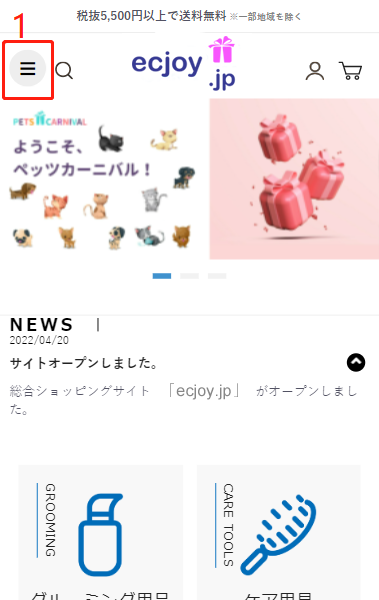 税抜5,500円以上で送料無料 ※一部地域を除く
1
ecjoy
.jp
PETS CARNIVAL
ようこそ、
ペッツカーニバル！
NEWS
2022/04/20
サイトオープンしました。
総合ショッピングサイト 「ecjoy.jp」 がオープンしまし
た。
GROOMING
CARE TOOLS
グルーミング用品
ケア用具